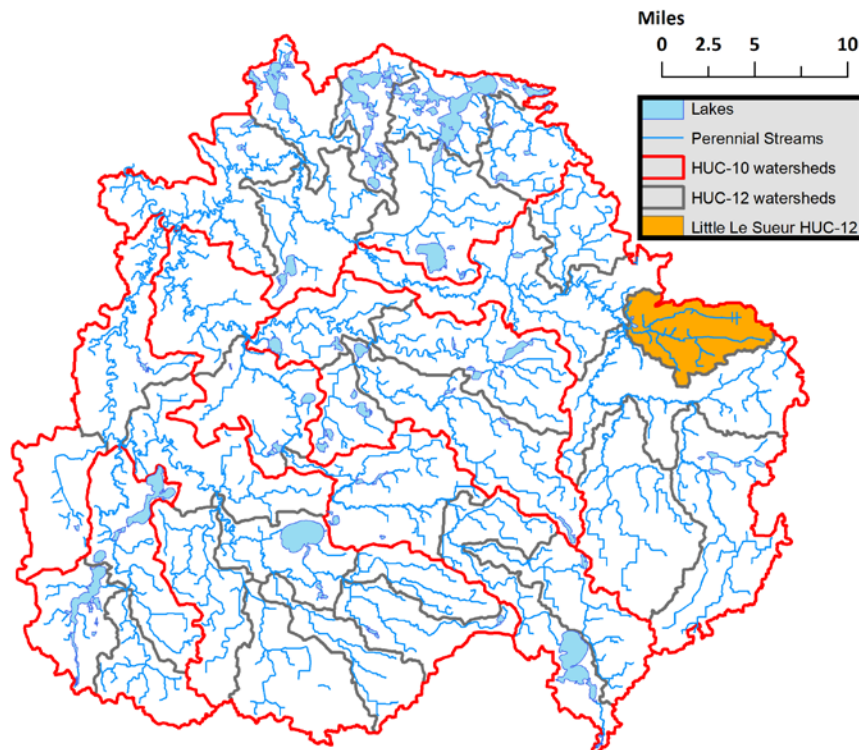 Miles
0 2.5 5 10
Lakes
Perennial Streams
HUC-10 watersheds
HUC-12 watersheds
Little Le Sueur HUC-12